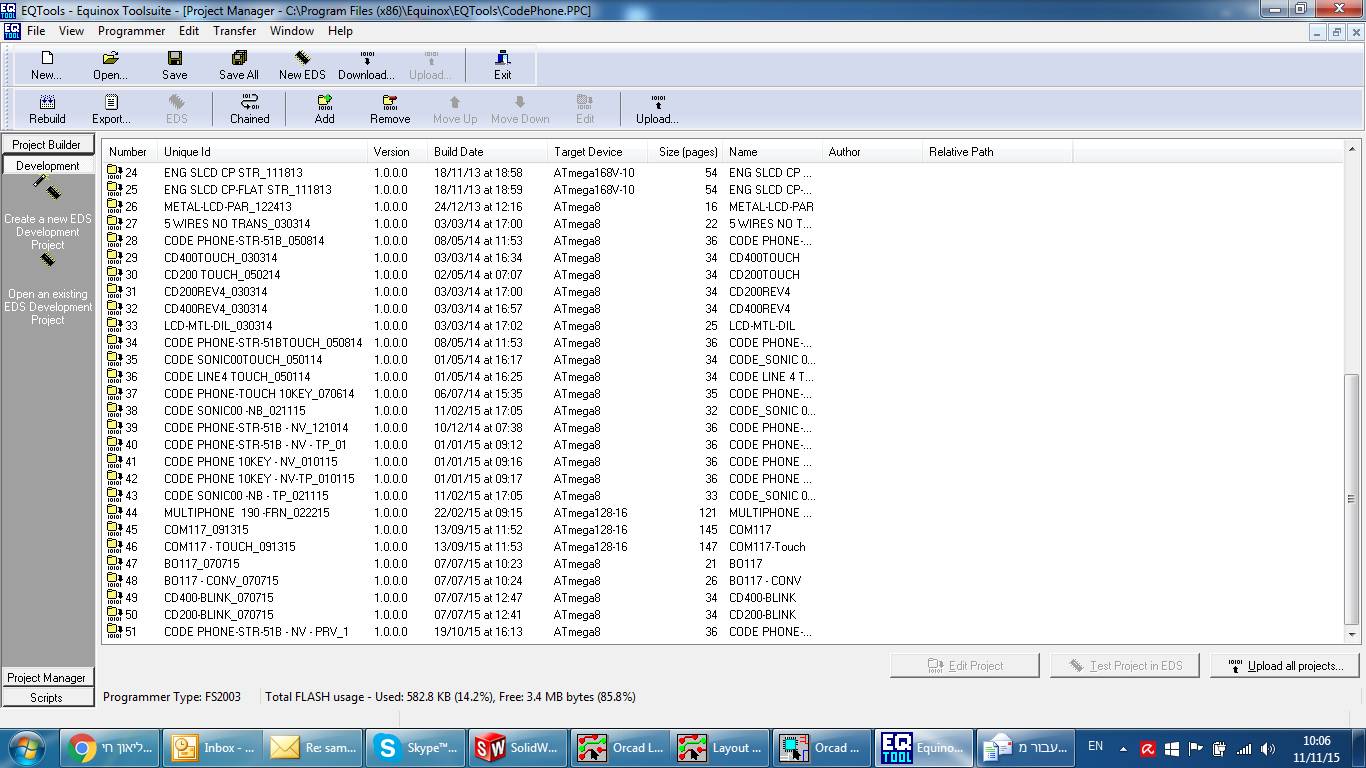 EQTools - Equinox Toolsuite - [Project Manager - C:\Program Files (x86)\Equinox\EQTools\CodePhone.PPC]
File View Programmer Edit Transfer Window Help
New... Open... Save Save All New EDS Download... Upload... Exit
Rebuild Export... EDS Chained Add Remove Move Up Move Down Edit Upload...
Project Builder
Development
Create a new EDS
Development
Project
Open an existing
EDS Development
Project
Project Manager
Scripts
Number Unique Id Version Build Date Target Device Size (pages) Name Author Relative Path
24 ENG SLCD CP STR_111813 1.0.0.0 18/11/13 at 18:58 ATmega168V-10 54 ENG SLCD CP ...
25 ENG SLCD CP-FLAT STR_111813 1.0.0.0 18/11/13 at 18:59 ATmega168V-10 54 ENG SLCD CP-...
26 METAL-LCD-PAR_122413 1.0.0.0 24/12/13 at 12:16 ATmega8 16 METAL-LCD-PAR
27 5 WIRES NO TRANS_030314 1.0.0.0 03/03/14 at 17:00 ATmega8 22 5 WIRES NO T...
28 CODE PHONE-STR-51B_050814 1.0.0.0 08/05/14 at 11:53 ATmega8 36 CODE PHONE-...
29 CD400TOUCH_030314 1.0.0.0 03/03/14 at 16:34 ATmega8 34 CD400TOUCH
30 CD200 TOUCH_050214 1.0.0.0 02/05/14 at 07:07 ATmega8 34 CD200TOUCH
31 CD200REV4_030314 1.0.0.0 03/03/14 at 17:00 ATmega8 34 CD200REV4
32 CD400REV4_030314 1.0.0.0 03/03/14 at 16:57 ATmega8 34 CD400REV4
33 LCD-MTL-DIL_030314 1.0.0.0 03/03/14 at 17:02 ATmega8 25 LCD-MTL-DIL
34 CODE PHONE-STR-51BTOUCH_050814 1.0.0.0 08/05/14 at 11:53 ATmega8 36 CODE PHONE-...
35 CODE SONIC00TOUCH_050114 1.0.0.0 01/05/14 at 16:17 ATmega8 34 CODE_SONIC 0...
36 CODE LINE4 TOUCH_050114 1.0.0.0 01/05/14 at 16:25 ATmega8 34 CODE LINE 4 T...
37 CODE PHONE-TOUCH 10KEY_070614 1.0.0.0 06/07/14 at 15:35 ATmega8 35 CODE PHONE-...
38 CODE SONIC00 -NB_021115 1.0.0.0 11/02/15 at 17:05 ATmega8 32 CODE_SONIC 0...
39 CODE PHONE-STR-51B - NV_121014 1.0.0.0 10/12/14 at 07:38 ATmega8 36 CODE PHONE-...
40 CODE PHONE-STR-51B - NV - TP_01 1.0.0.0 01/01/15 at 09:12 ATmega8 36 CODE PHONE-...
41 CODE PHONE 10KEY - NV_010115 1.0.0.0 01/01/15 at 09:16 ATmega8 36 CODE PHONE ...
42 CODE PHONE 10KEY - NV-TP_010115 1.0.0.0 01/01/15 at 09:17 ATmega8 36 CODE PHONE ...
43 CODE SONIC00 -NB - TP_021115 1.0.0.0 11/02/15 at 17:05 ATmega8 33 CODE_SONIC 0...
44 MULTIPHONE 190 -FRN_022215 1.0.0.0 22/02/15 at 09:15 ATmega128-16 121 MULTIPHONE ...
45 COM117_091315 1.0.0.0 13/09/15 at 11:52 ATmega128-16 145 COM117
46 COM117 - TOUCH_091315 1.0.0.0 13/09/15 at 11:53 ATmega128-16 147 COM117-Touch
47 BO117_070715 1.0.0.0 07/07/15 at 10:23 ATmega8 21 BO117
48 BO117 - CONV_070715 1.0.0.0 07/07/15 at 10:24 ATmega8 26 BO117 - CONV
49 CD400-BLINK_070715 1.0.0.0 07/07/15 at 12:47 ATmega8 34 CD400-BLINK
50 CD200-BLINK_070715 1.0.0.0 07/07/15 at 12:41 ATmega8 34 CD200-BLINK
51 CODE PHONE-STR-51B - NV - PRV_1 1.0.0.0 19/10/15 at 16:13 ATmega8 36 CODE PHONE-...
Edit Project Test Project in EDS Upload all projects...
Programmer Type: FS2003 Total FLASH usage - Used: 582.8 KB (14.2%), Free: 3.4 MB bytes (85.8%)
ליאון חי... Inbox - ... Re: sam... Skype™... SolidW... Orcad L... Layout ... Orcad ... Equino... עבור מ... EN 10:06
11/11/15